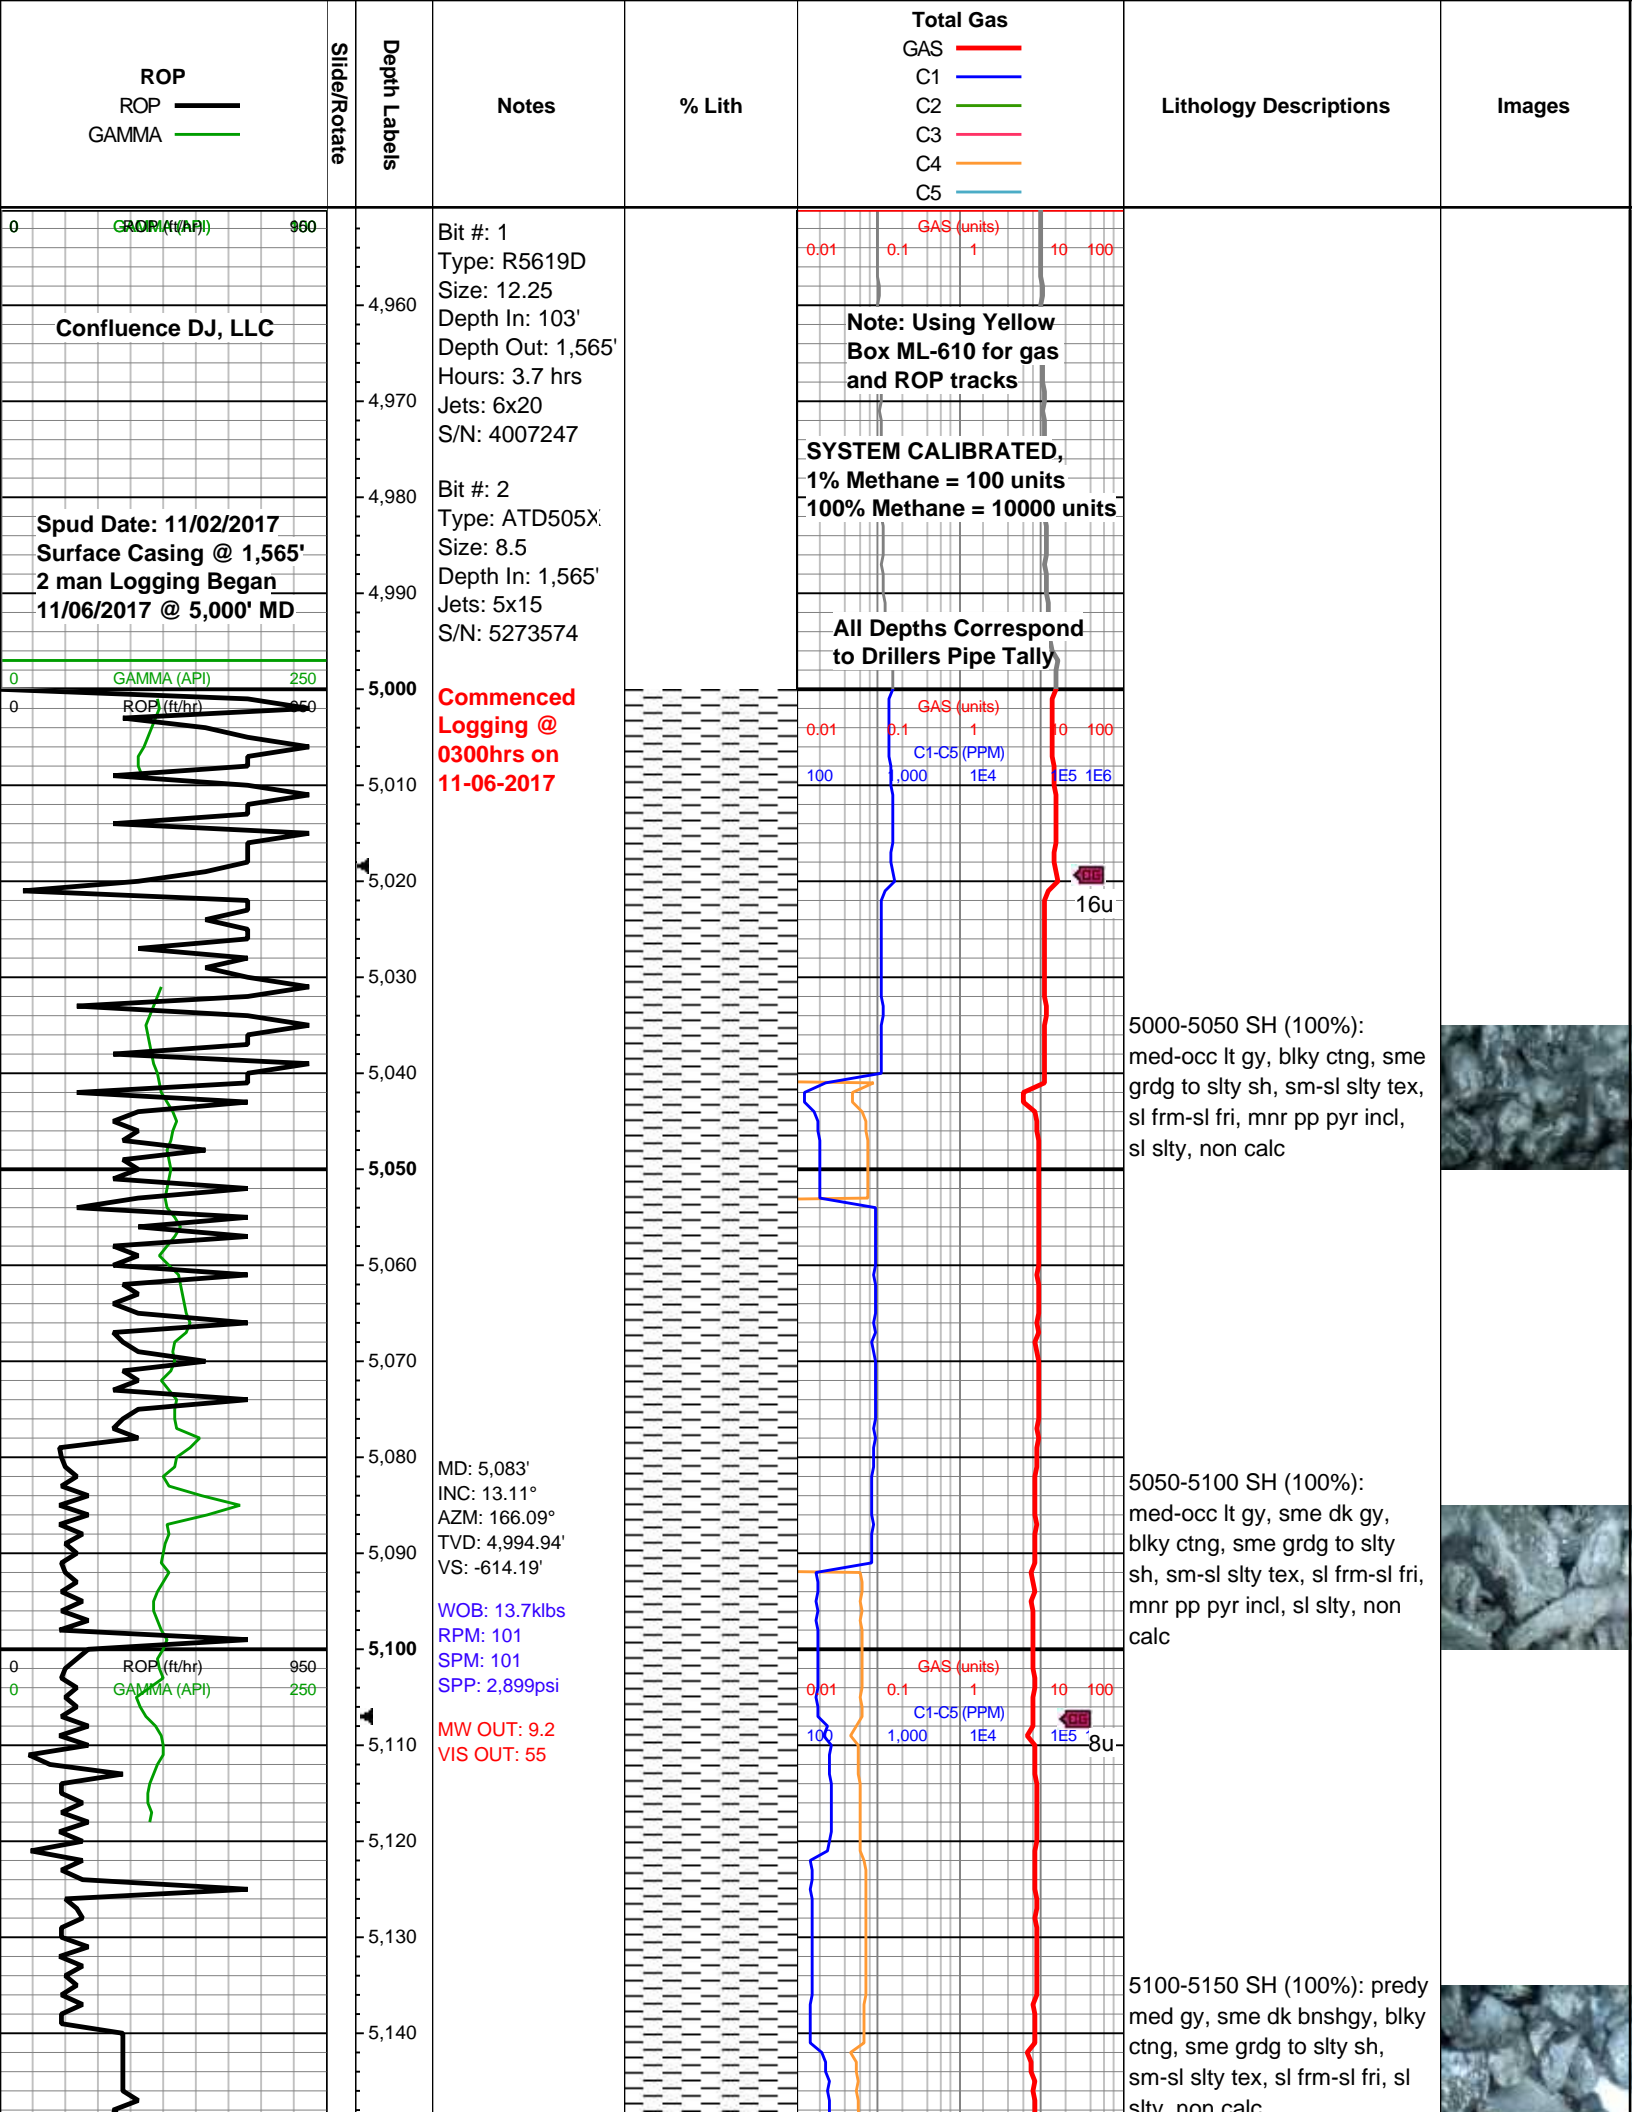 ROP
ROP
GAMMA
Slide/Rotate
Depth Labels
Notes
% Lith
Total Gas
GAS
C1
C2
C3
C4
C5
Lithology Descriptions
Images
0 ROP (ft/hr) 950
Confluence DJ, LLC
Spud Date: 11/02/2017
Surface Casing @ 1,565'
2 man Logging Began
11/06/2017 @ 5,000' MD
0 GAMMA (API) 250
0 ROP (ft/hr) 950
0 ROP (ft/hr) 950
0 GAMMA (API) 250
4,960
4,970
4,980
4,990
5,000
5,010
5,020
5,030
5,040
5,050
5,060
5,070
5,080
5,090
5,100
5,110
5,120
5,130
5,140
Bit #: 1
Type: R5619D
Size: 12.25
Depth In: 103'
Depth Out: 1,565'
Hours: 3.7 hrs
Jets: 6x20
S/N: 4007247
Bit #: 2
Type: ATD505X
Size: 8.5
Depth In: 1,565'
Jets: 5x15
S/N: 5273574
Commenced
Logging @
0300hrs on
11-06-2017
MD: 5,083'
INC: 13.11°
AZM: 166.09°
TVD: 4,994.94'
VS: -614.19'
WOB: 13.7klbs
RPM: 101
SPM: 101
SPP: 2,899psi
MW OUT: 9.2
VIS OUT: 55
GAS (units)
0.01 0.1 1 10 100
Note: Using Yellow
Box ML-610 for gas
and ROP tracks
SYSTEM CALIBRATED,
1% Methane = 100 units
100% Methane = 10000 units
All Depths Correspond
to Drillers Pipe Tally
GAS (units)
0.01 0.1 1 10 100
C1-C5 (PPM)
100 1,000 1E4 1E5 1E6
CG
16u
GAS (units)
0.01 0.1 1 10 100
C1-C5 (PPM)
100 1,000 1E4 1E5
CG
8u
5000-5050 SH (100%):
med-occ lt gy, blky ctng, sme
grdg to slty sh, sm-sl slty tex,
sl frm-sl fri, mnr pp pyr incl,
sl slty, non calc
5050-5100 SH (100%):
med-occ lt gy, sme dk gy,
blky ctng, sme grdg to slty
sh, sm-sl slty tex, sl frm-sl fri,
mnr pp pyr incl, sl slty, non
calc
5100-5150 SH (100%): predy
med gy, sme dk bnshgy, blky
ctng, sme grdg to slty sh,
sm-sl slty tex, sl frm-sl fri, sl
slty, non calc